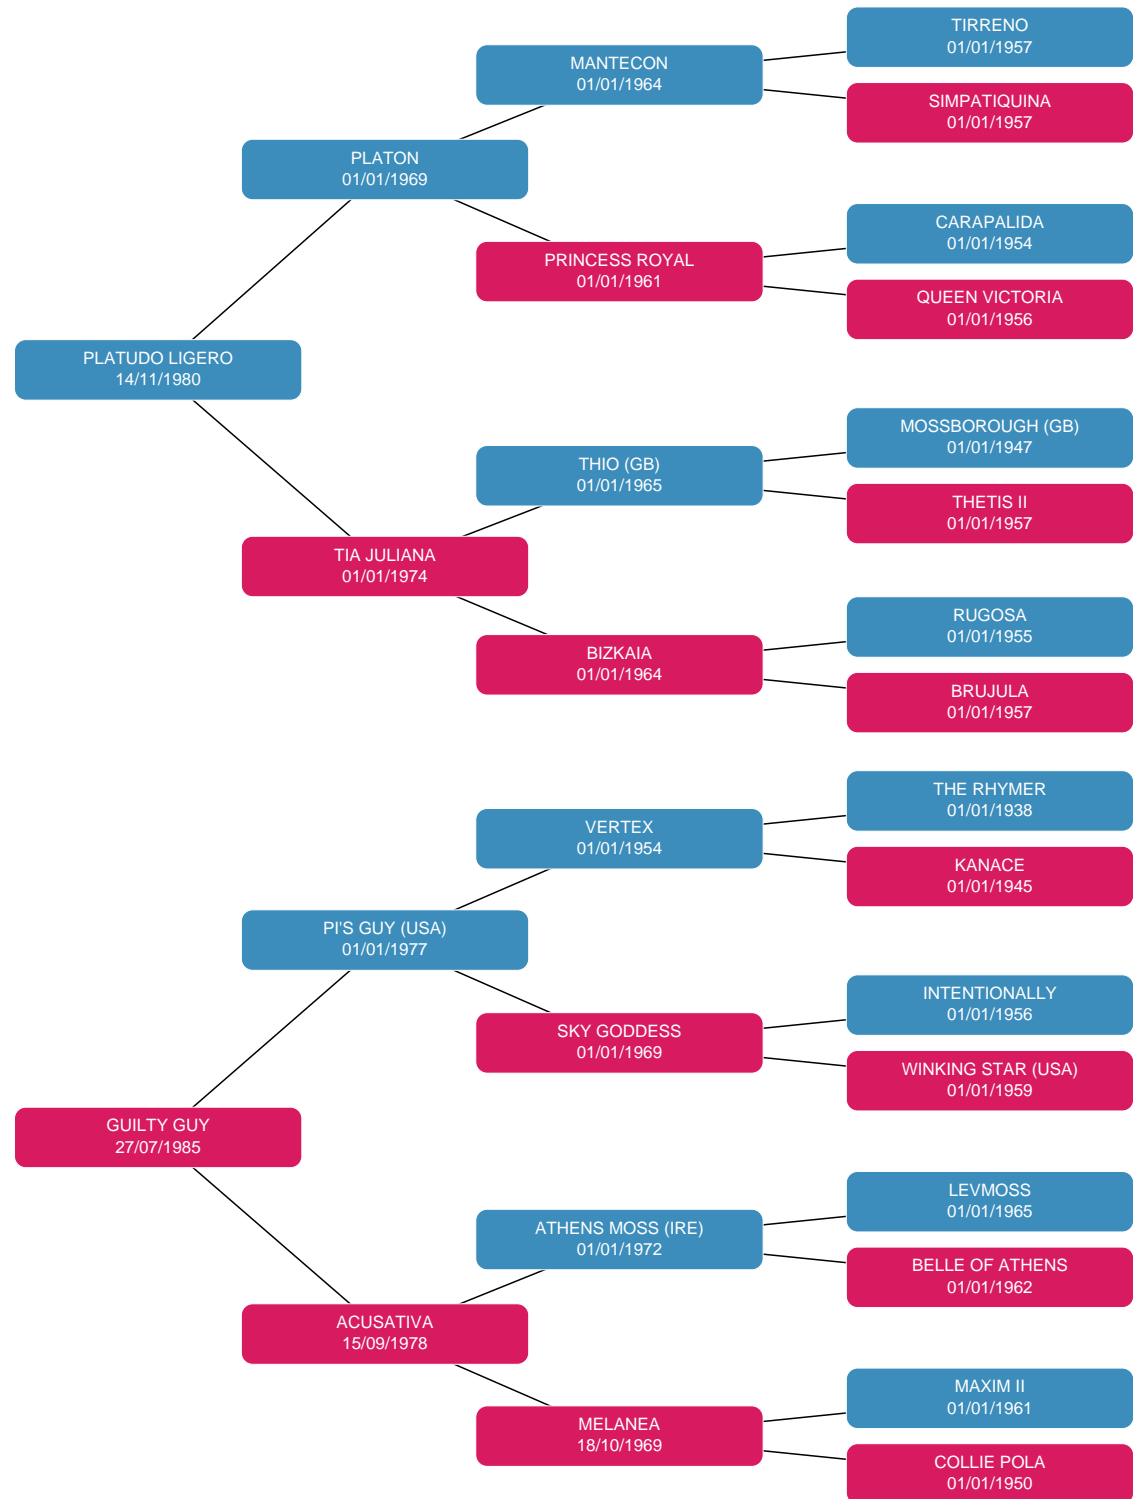 TIRRENO
01/01/1957
MANTECON
01/01/1964
SIMPATIQUINA
01/01/1957
PLATON
01/01/1969
CARAPALIDA
01/01/1954
PRINCESS ROYAL
01/01/1961
QUEEN VICTORIA
01/01/1956
PLATUDO LIGERO
14/11/1980
MOSSBOROUGH (GB)
01/01/1947
THIO (GB)
01/01/1965
THETIS II
01/01/1957
TIA JULIANA
01/01/1974
RUGOSA
01/01/1955
BIZKAIA
01/01/1964
BRUJULA
01/01/1957
THE RHYMER
01/01/1938
VERTEX
01/01/1954
KANACE
01/01/1945
PI'S GUY (USA)
01/01/1977
INTENTIONALLY
01/01/1956
SKY GODDESS
01/01/1969
WINKING STAR (USA)
01/01/1959
GUILTY GUY
27/07/1985
LEVMOSS
01/01/1965
ATHENS MOSS (IRE)
01/01/1972
BELLE OF ATHENS
01/01/1962
ACUSATIVA
15/09/1978
MAXIM II
01/01/1961
MELANEA
18/10/1969
COLLIE POLA
01/01/1950